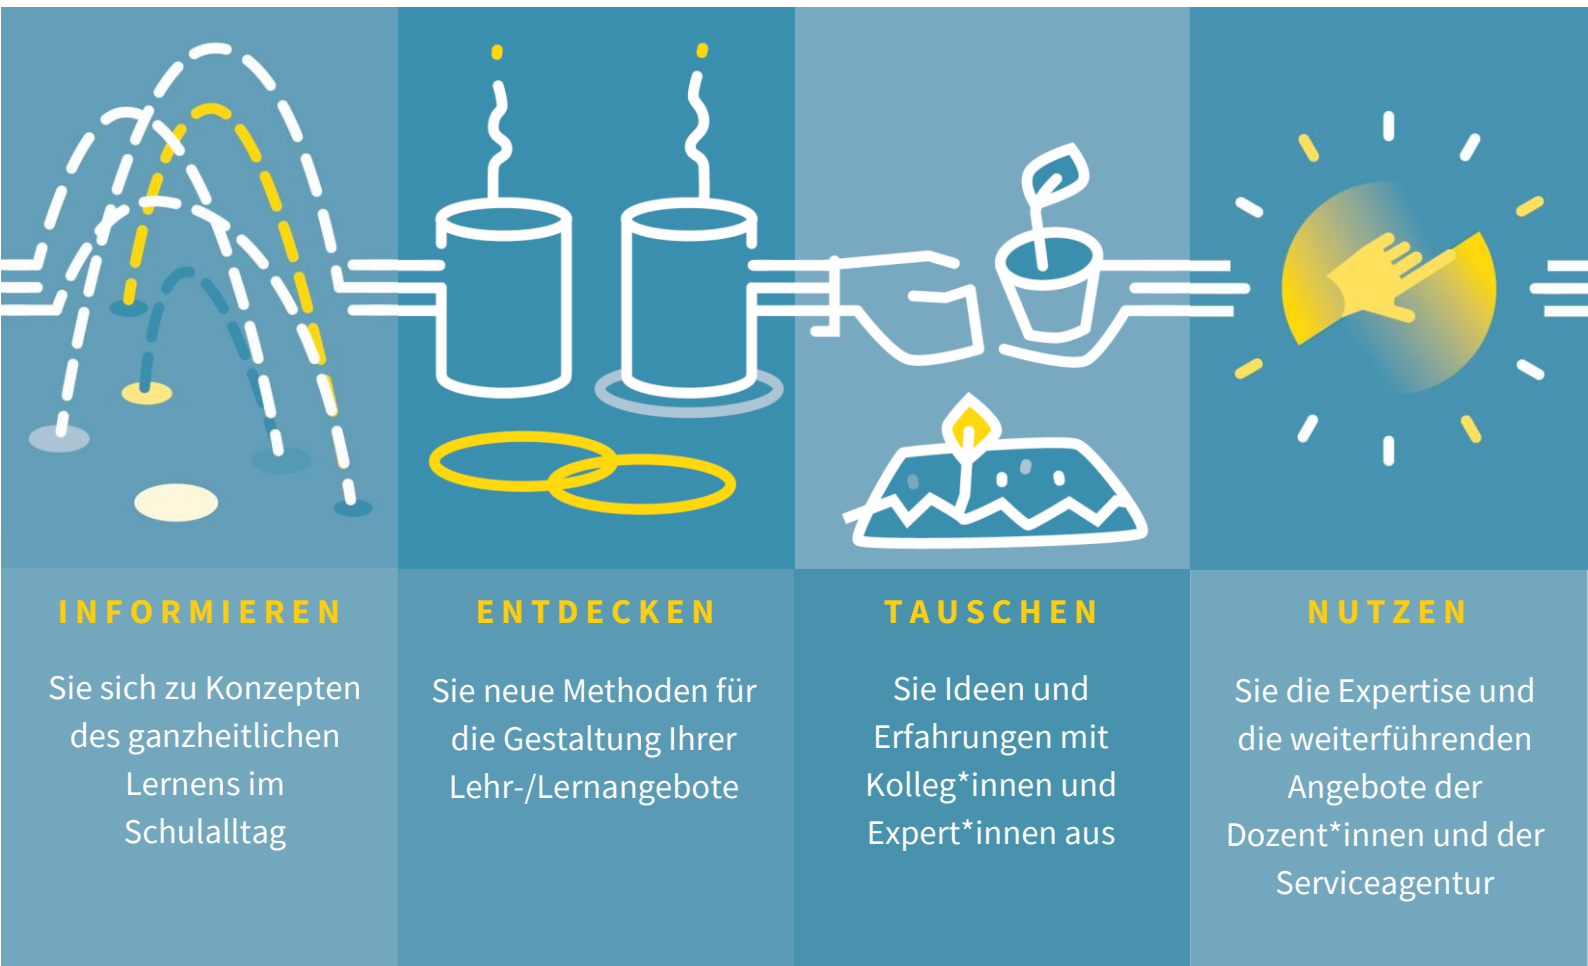 INFORMIEREN
Sie sich zu Konzepten
des ganzheitlichen
Lernens im
Schulalltag
ENTDECKEN
Sie neue Methoden für
die Gestaltung Ihrer
Lehr-/Lernangebote
TAUSCHEN
Sie Ideen und
Erfahrungen mit
Kolleg*innen und
Expert*innen aus
NUTZEN
Sie die Expertise und
die weiterführenden
Angebote der
Dozent*innen und der
Serviceagentur